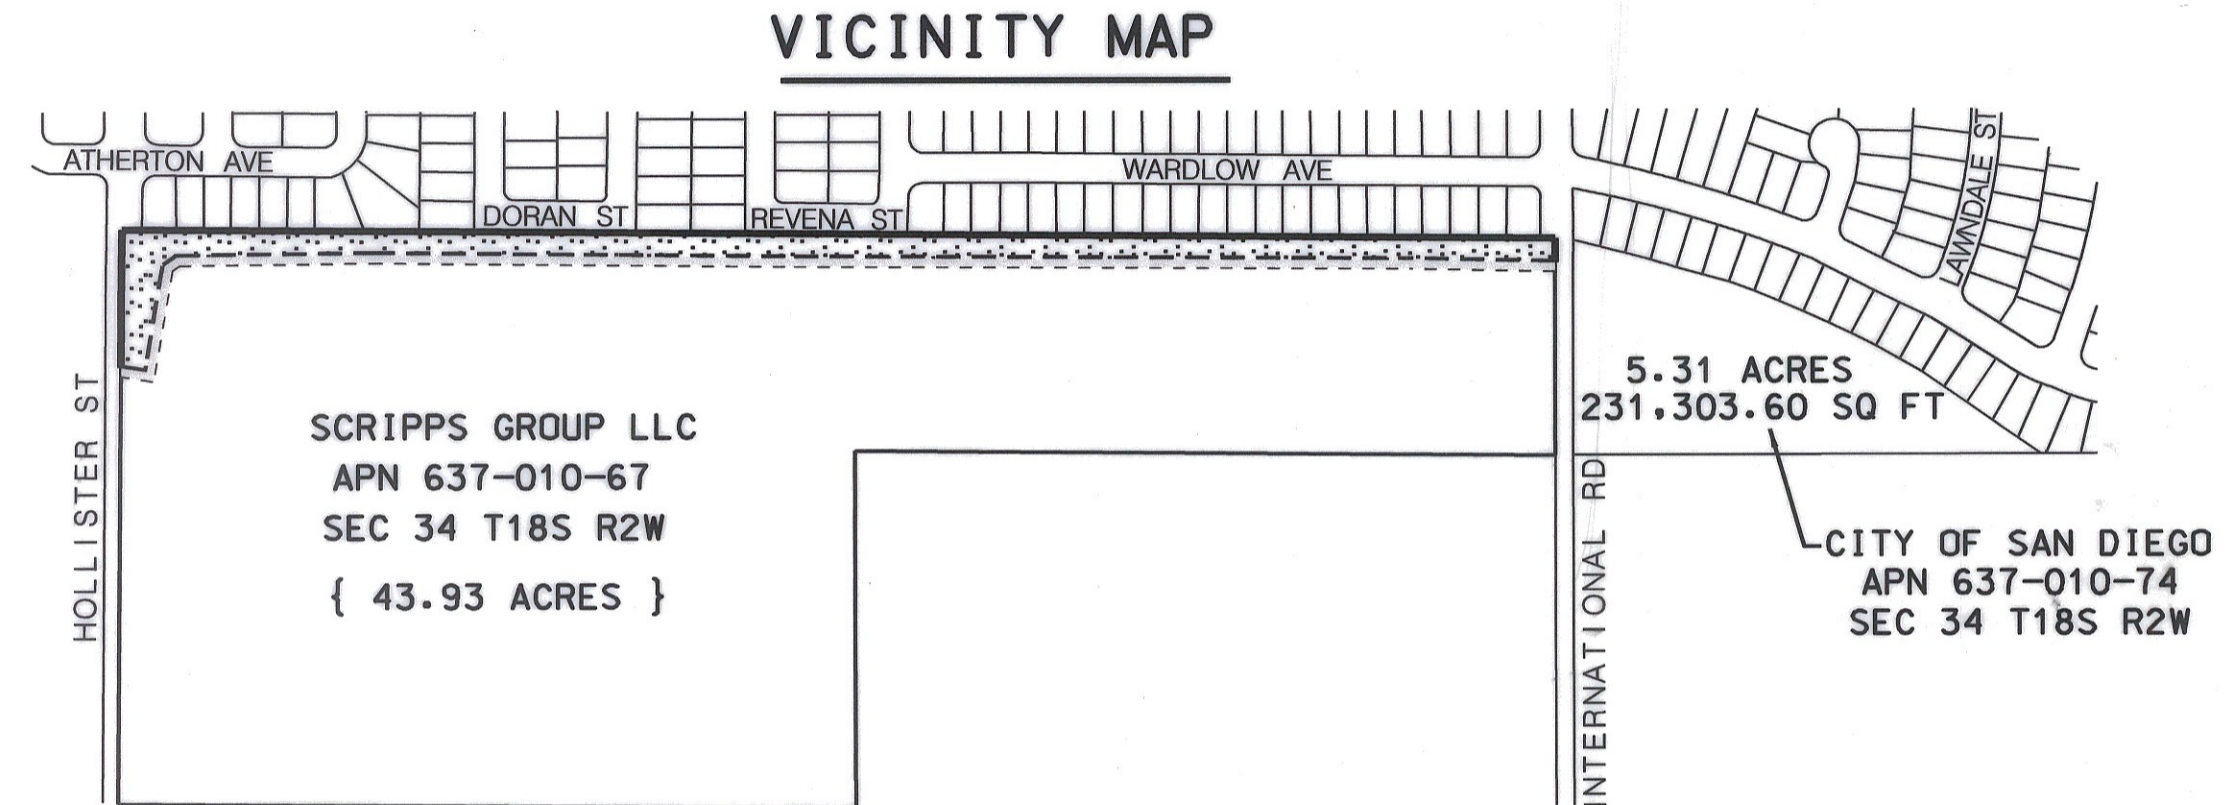 VICINITY MAP
ATHERTON AVE
DORAN ST
REVENA ST
WARDLOW AVE
LAWNDALE ST
HOLLISTER ST
SCRIPPS GROUP LLC
APN 637-010-67
SEC 34 T18S R2W
{ 43.93 ACRES }
5.31 ACRES
231,303.60 SQ FT
INTERNATIONAL RD
CITY OF SAN DIEGO
APN 637-010-74
SEC 34 T18S R2W